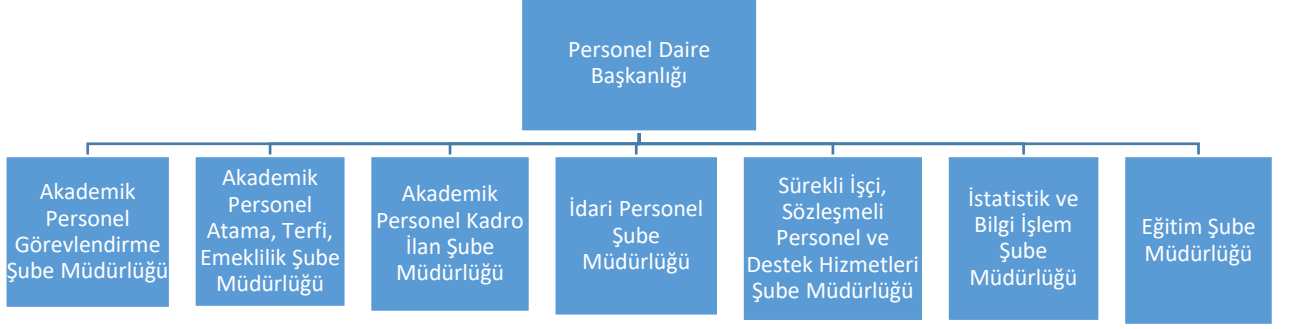 Personel Daire
Başkanlığı
Akademik
Personel
Görevlendirme
Şube Müdürlüğü
Akademik
Personel
Atama, Terfi,
Emeklilik Şube
Müdürlüğü
Akademik
Personel Kadro
İlan Şube
Müdürlüğü
İdari Personel
Şube
Müdürlüğü
Sürekli İşçi,
Sözleşmeli
Personel ve
Destek Hizmetleri
Şube Müdürlüğü
İstatistik ve
Bilgi İşlem
Şube
Müdürlüğü
Eğitim Şube
Müdürlüğü